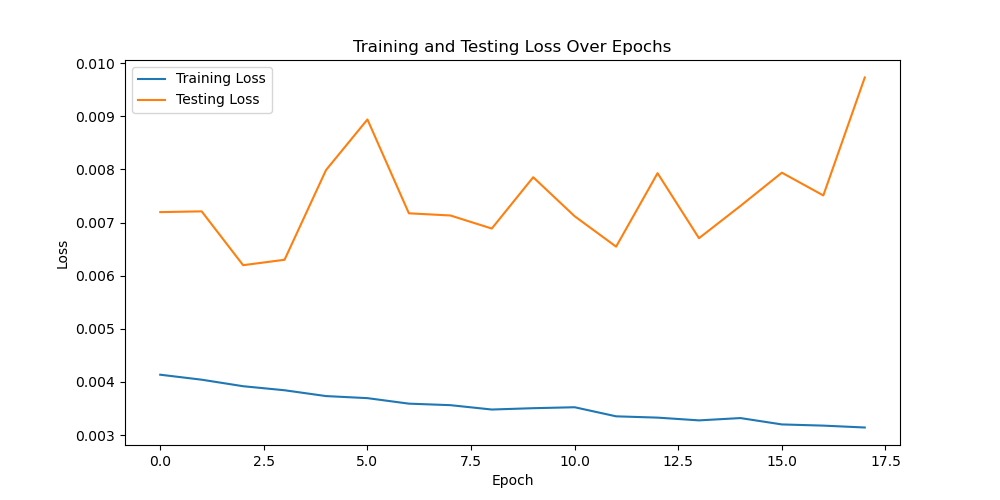 Training and Testing Loss Over Epochs
Training Loss
Testing Loss
0.010
0.009
0.008
0.007
0.006
0.005
0.004
0.003
Loss
0.0 2.5 5.0 7.5 10.0 12.5 15.0 17.5
Epoch